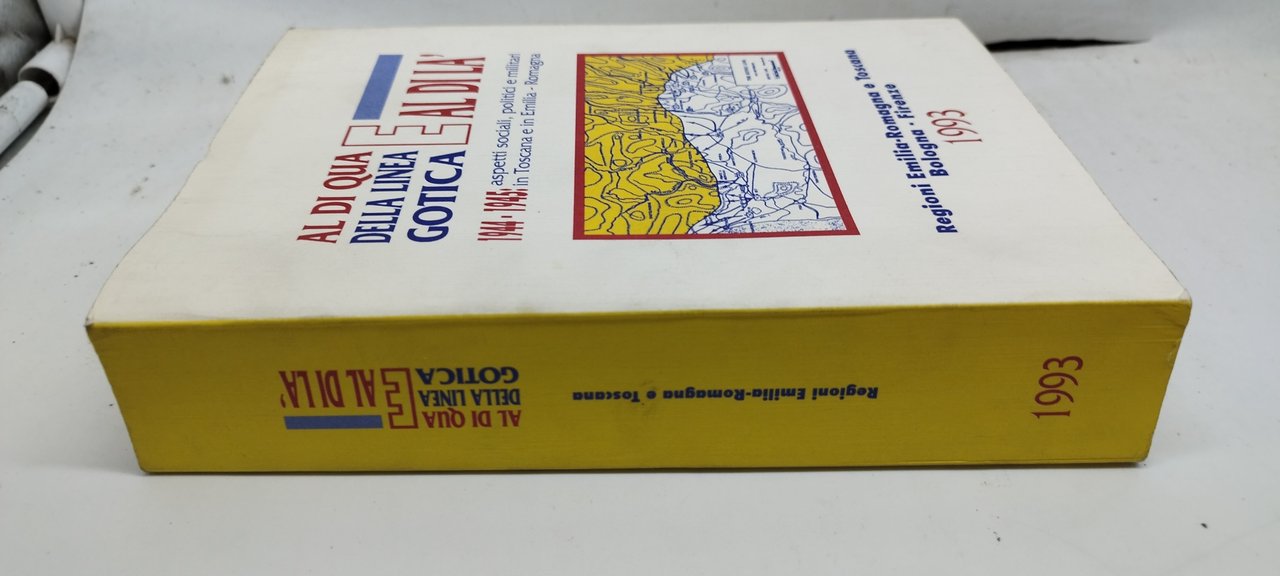 AL DI QUA
DELLA LINEA
GOTICA
E AL DI LA'
1944 - 1945: aspetti sociali, politici e militari
in Toscana e in Emilia - Romagna
Regioni Emilia-Romagna e Toscana
Bologna - Firenze
1993
AL DI QUA
DELLA LINEA
GOTICA
E AL DI LA'
Regioni Emilia-Romagna e Toscana
1993